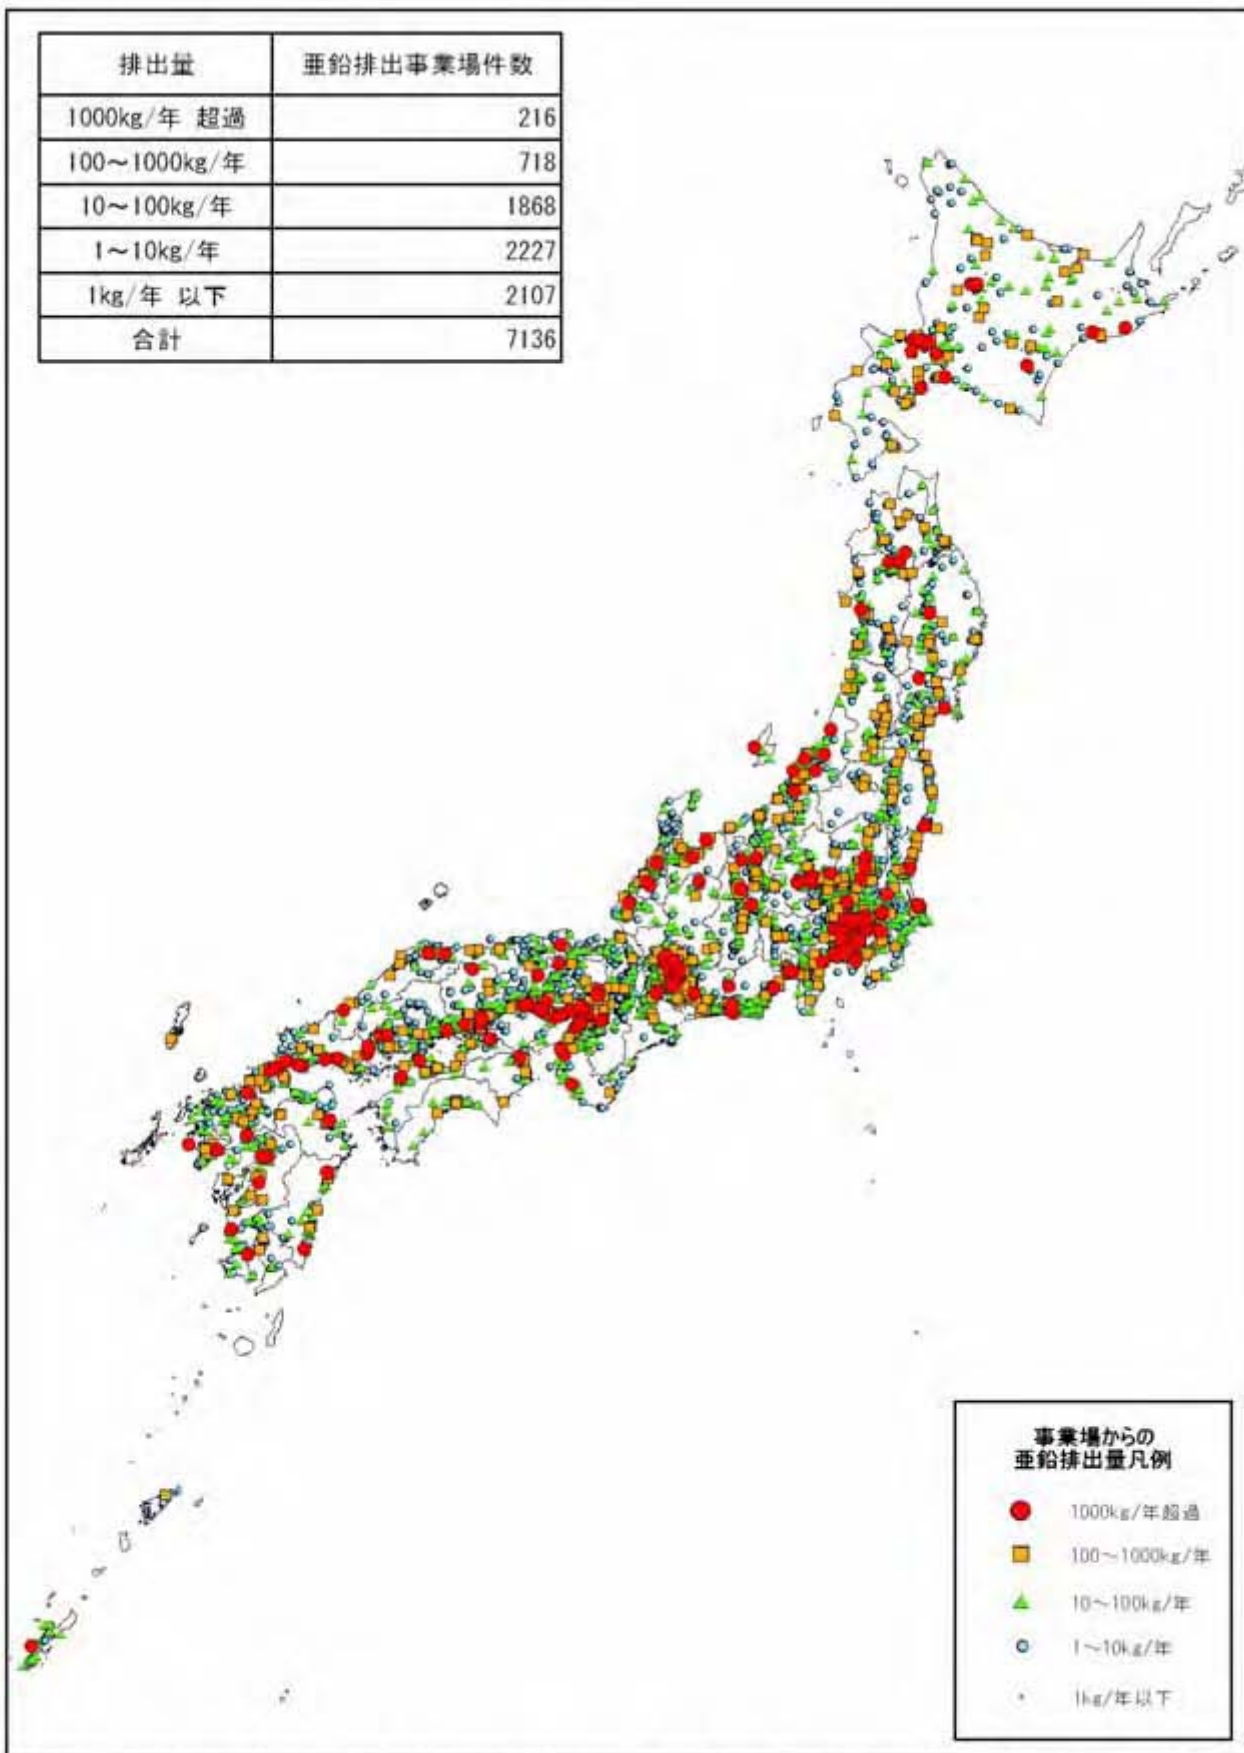 排出量 亜鉛排出事業場件数
1000kg/年 超過 216
100～1000kg/年 718
10～100kg/年 1868
1～10kg/年 2227
1kg/年 以下 2107
合計 7136
事業場からの
亜鉛排出量凡例
1000kg/年超過
100～1000kg/年
10～100kg/年
1～10kg/年
1kg/年以下